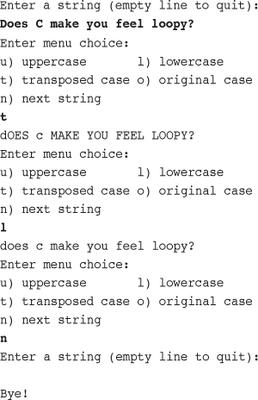 Enter a string (empty line to quit):
Does C make you feel loopy?
Enter menu choice:
u) uppercase l) lowercase
t) transposed case o) original case
n) next string
t
dOES c MAKE YOU FEEL LOOPY?
Enter menu choice:
u) uppercase l) lowercase
t) transposed case o) original case
n) next string
l
does c make you feel loopy?
Enter menu choice:
u) uppercase l) lowercase
t) transposed case o) original case
n) next string
n
Enter a string (empty line to quit):
Bye!